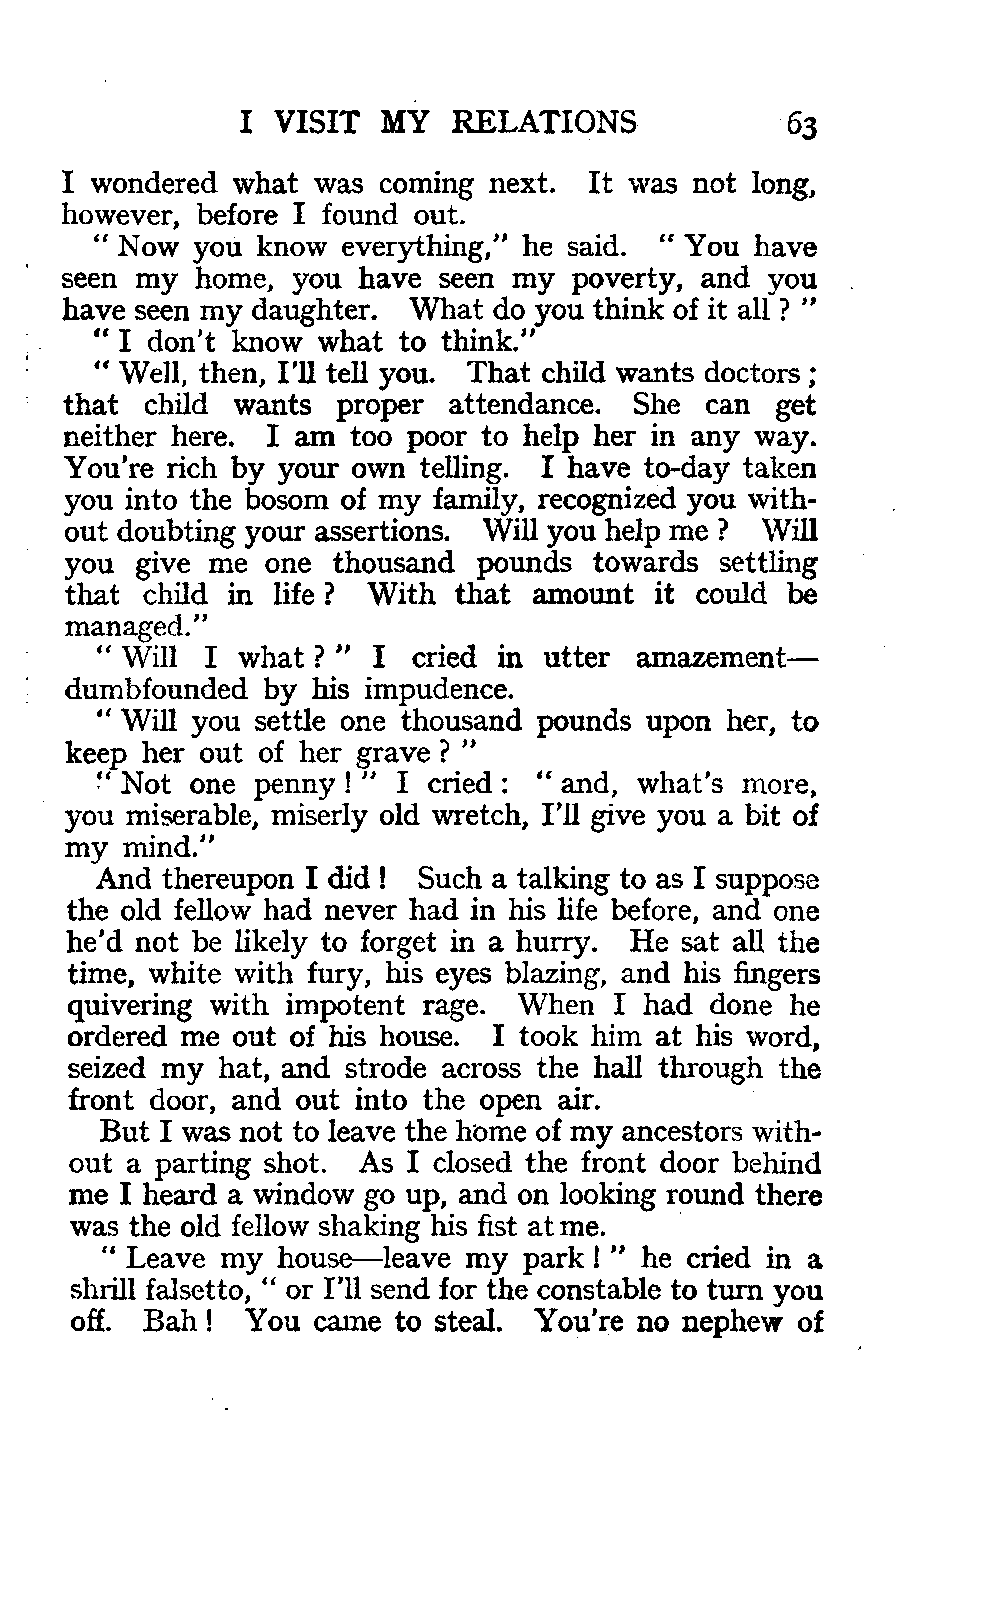 I VISIT MY RELATIONS 63
I wondered what was coming next. It was not long,
however, before I found out.
" Now you know everything," he said. " You have
seen my home, you have seen my poverty, and you
have seen my daughter. What do you think of it all ? "
" I don't know what to think."
" Well, then, I'll tell you. That child wants doctors ;
that child wants proper attendance. She can get
neither here. I am too poor to help her in any way.
You're rich by your own telling. I have to-day taken
you into the bosom of my family, recognized you with-
out doubting your assertions. Will you help me ? Will
you give me one thousand pounds towards settling
that child in life ? With that amount it could be
managed."
" Will I what ? " I cried in utter amazement—
dumbfounded by his impudence.
" Will you settle one thousand pounds upon her, to
keep her out of her grave ? "
" Not one penny ! " I cried : " and, what's more,
you miserable, miserly old wretch, I'll give you a bit of
my mind."
And thereupon I did ! Such a talking to as I suppose
the old fellow had never had in his life before, and one
he'd not be likely to forget in a hurry. He sat all the
time, white with fury, his eyes blazing, and his fingers
quivering with impotent rage. When I had done he
ordered me out of his house. I took him at his word,
seized my hat, and strode across the hall through the
front door, and out into the open air.
But I was not to leave the home of my ancestors with-
out a parting shot. As I closed the front door behind
me I heard a window go up, and on looking round there
was the old fellow shaking his fist at me.
" Leave my house—leave my park ! " he cried in a
shrill falsetto, " or I'll send for the constable to turn you
off. Bah ! You came to steal. You're no nephew of